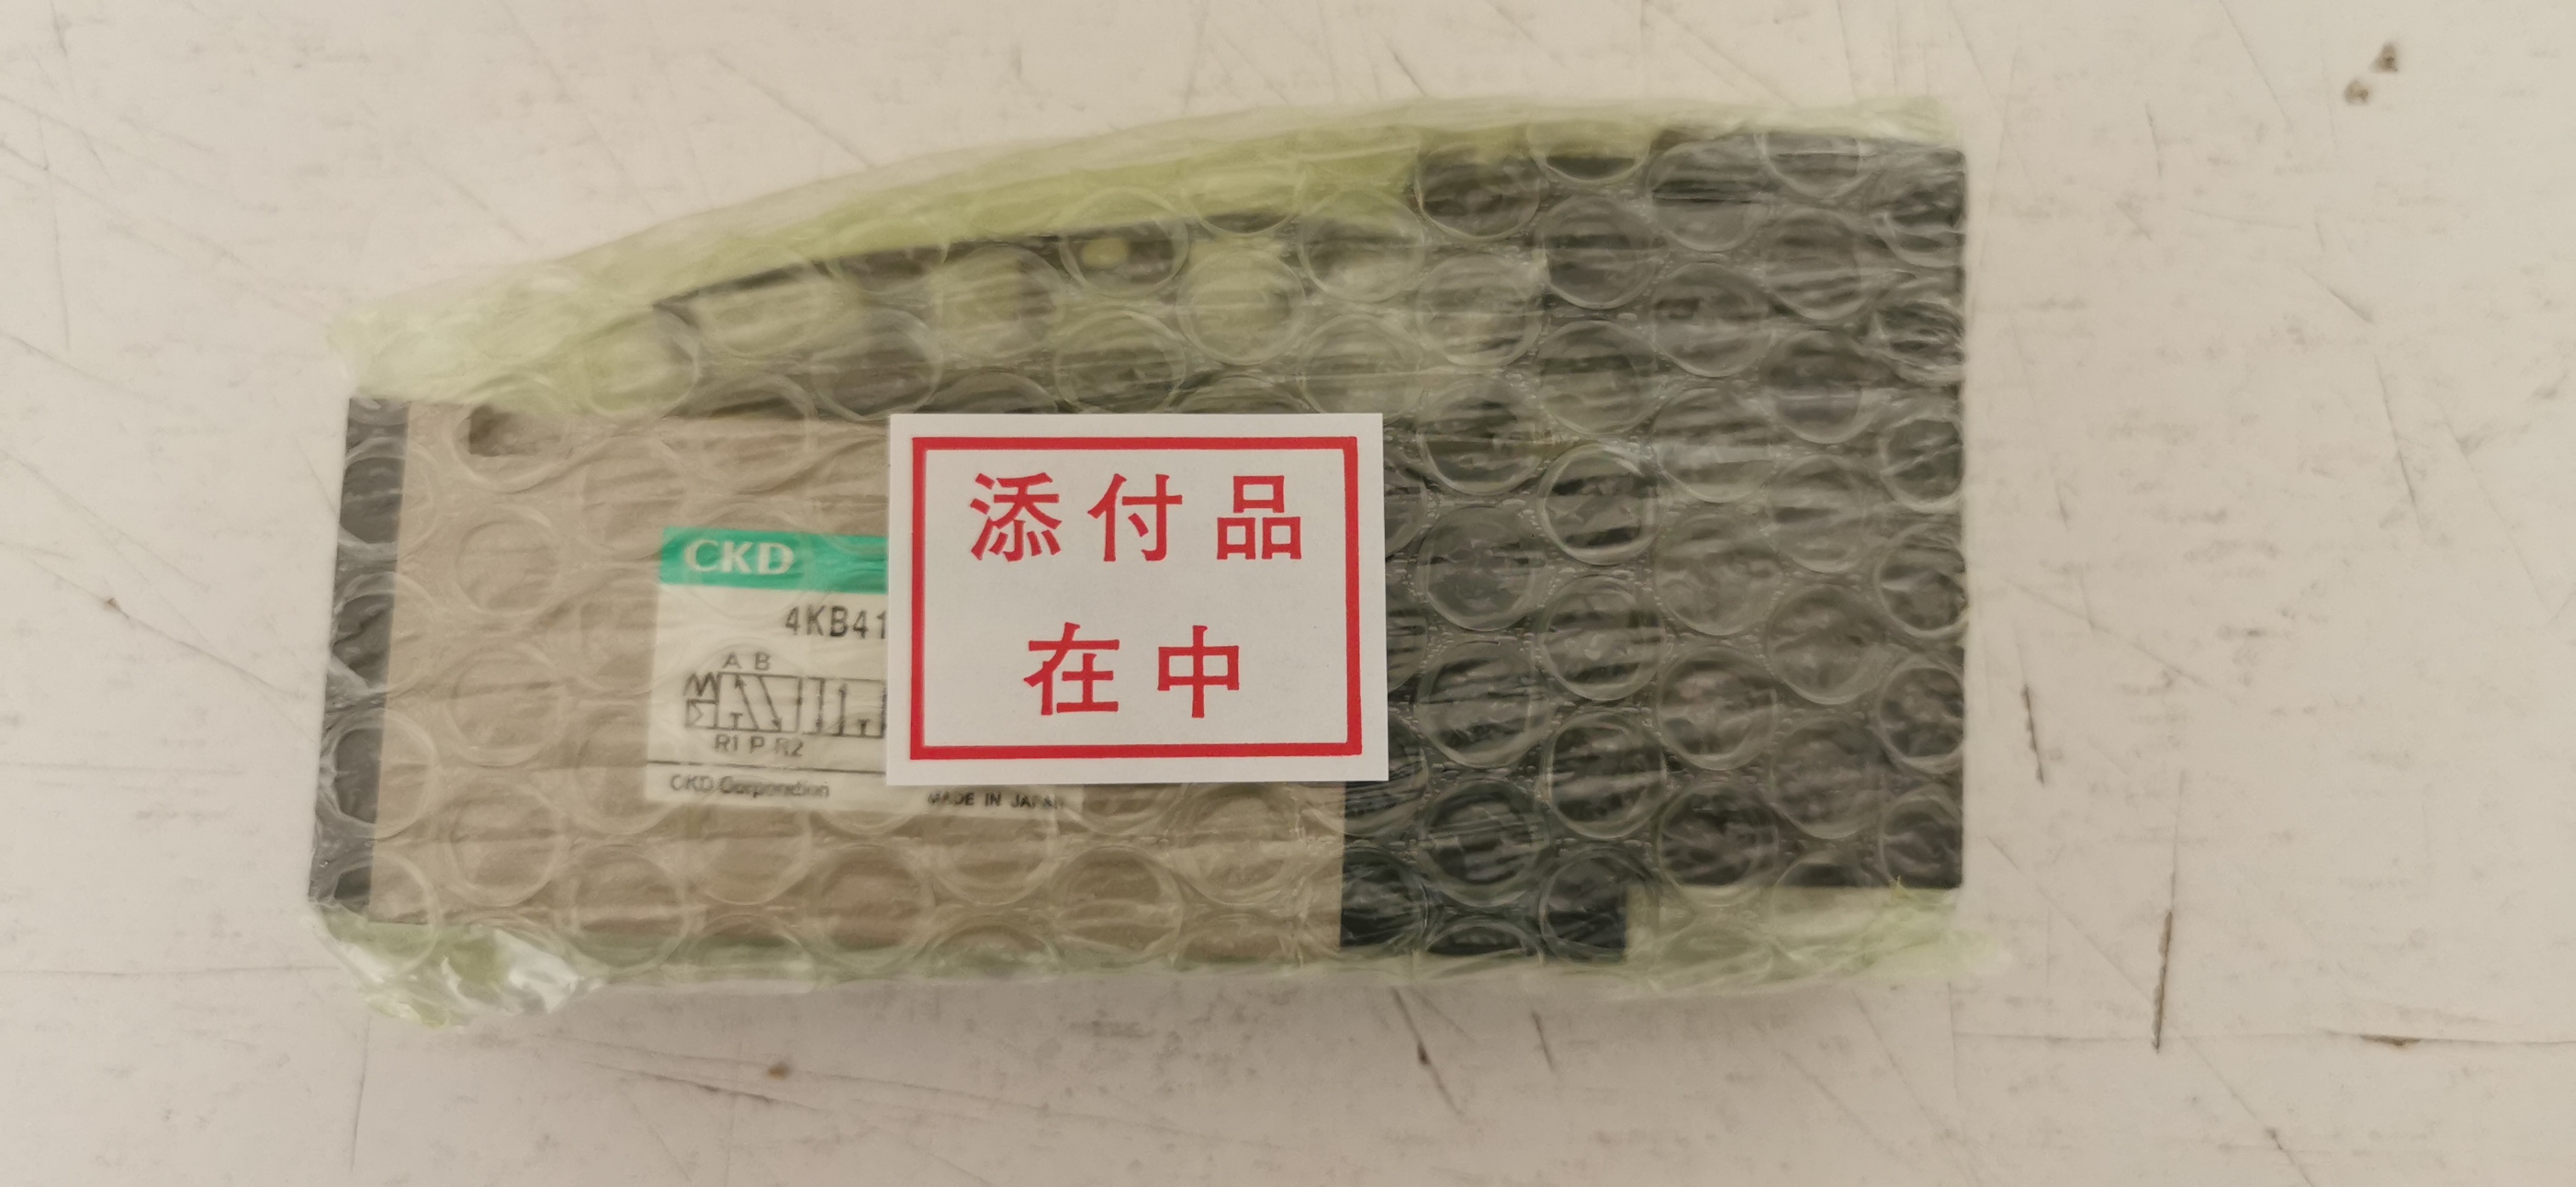 添付品
在中
CKD
4KB41
A B
R1 P R2
CKD Corporation
MADE IN JAPAN